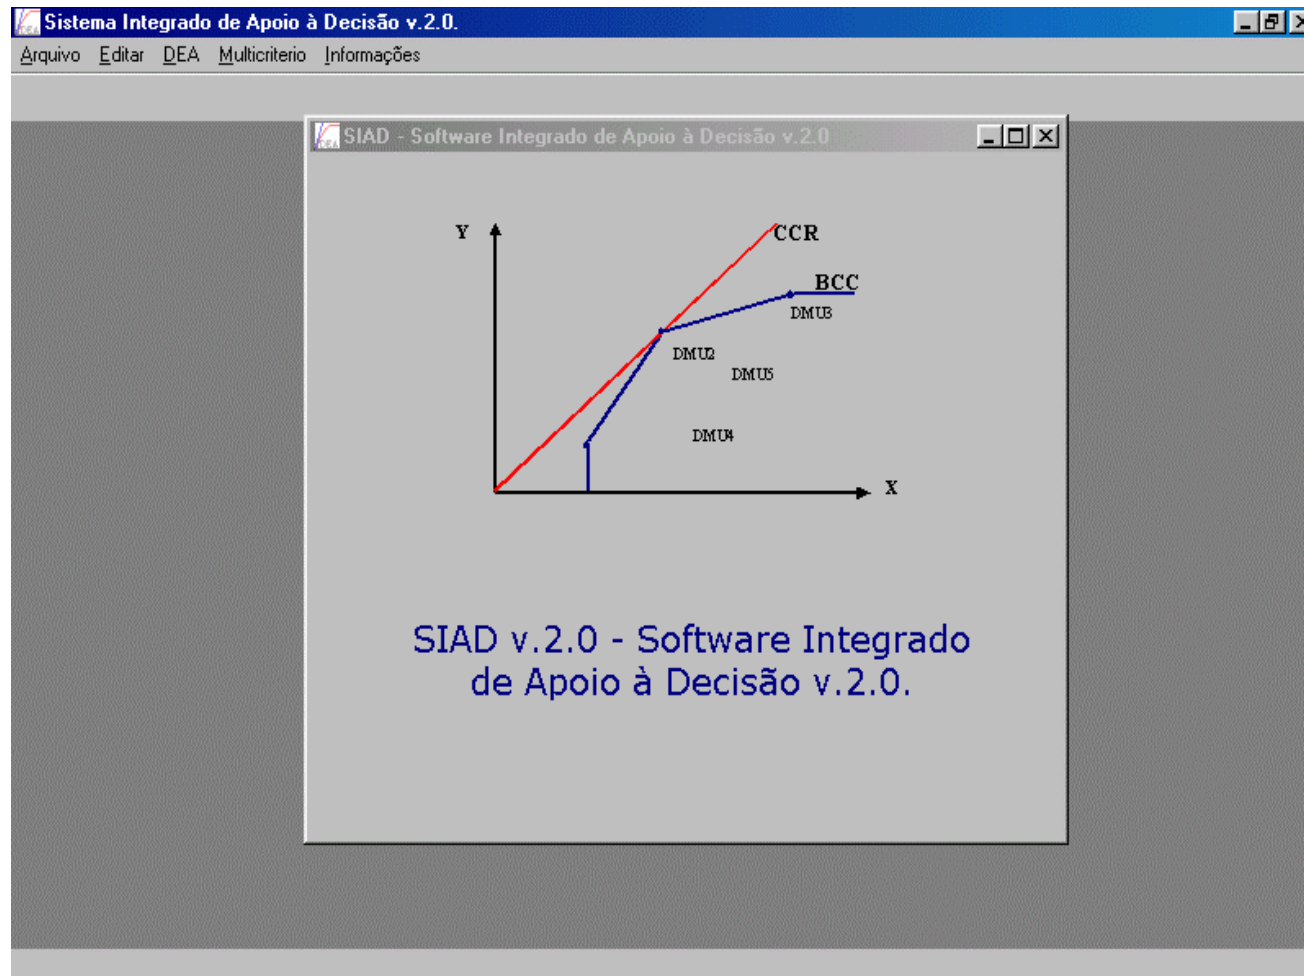 Sistema Integrado de Apoio à Decisão v.2.0.
Arquivo Editar DEA Multicriterio Informações
SIAD - Software Integrado de Apoio à Decisão v.2.0
Y
CCR
BCC
DMU3
DMU2
DMU5
DMU4
X
SIAD v.2.0 - Software Integrado
de Apoio à Decisão v.2.0.